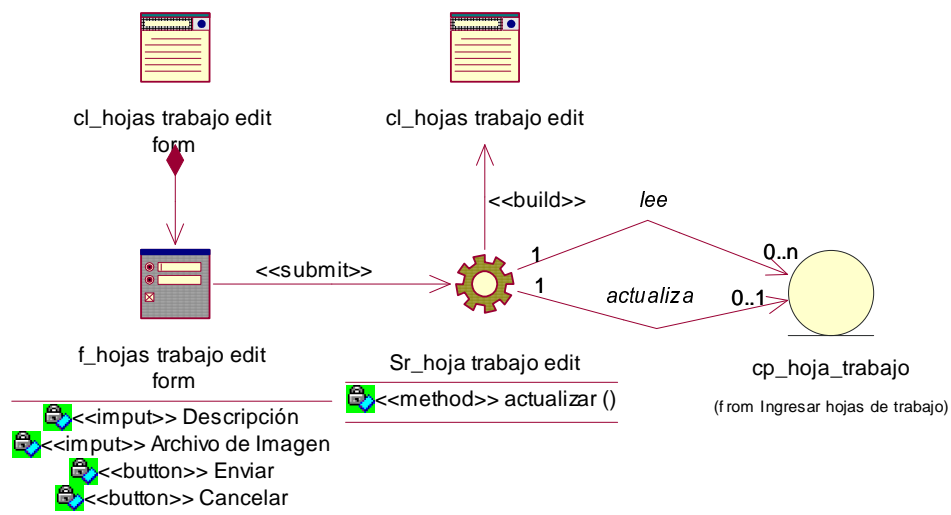 cl_hojas trabajo edit
form
cl_hojas trabajo edit
<<build>>
lee
1
0..n
<<submit>>
1
actualiza
0..1
f_hojas trabajo edit
form
Sr_hoja trabajo edit
cp_hoja_trabajo
(from Ingresar hojas de trabajo)
<<imput>> Descripción
<<imput>> Archivo de Imagen
<<button>> Enviar
<<button>> Cancelar
<<method>> actualizar ()